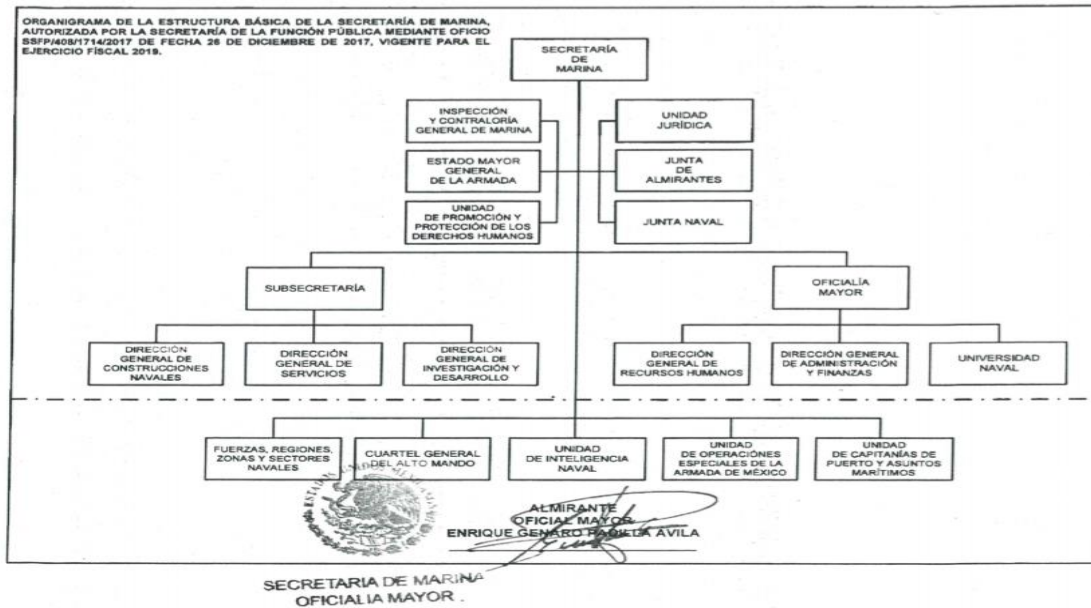 ORGANIGRAMA DE LA ESTRUCTURA BÁSICA DE LA SECRETARÍA DE MARINA,
AUTORIZADA POR LA SECRETARÍA DE LA FUNCIÓN PÚBLICA MEDIANTE OFICIO
SSFP/408/1714/2017 DE FECHA 26 DE DICIEMBRE DE 2017, VIGENTE PARA EL
EJERCICIO FÍSCAL 2019.
SECRETARÍA
DE
MARINA
INSPECCIÓN
Y CONTRALORÍA
GENERAL DE MARINA
UNIDAD
JURÍDICA
ESTADO MAYOR
GENERAL
DE LA ARMADA
JUNTA
DE
ALMIRANTES
UNIDAD
DE PROMOCIÓN Y
PROTECCIÓN DE LOS
DERECHOS HUMANOS
JUNTA NAVAL
SUBSECRETARÍA
OFICIALÍA
MAYOR
DIRECCIÓN
GENERAL DE
CONSTRUCCIONES
NAVALES
DIRECCIÓN
GENERAL DE
SERVICIOS
DIRECCIÓN
GENERAL DE
INVESTIGACIÓN Y
DESARROLLO
DIRECCIÓN
GENERAL DE
RECURSOS HUMANOS
DIRECCIÓN GENERAL
DE ADMINISTRACIÓN
Y FINANZAS
UNIVERSIDAD
NAVAL
FUERZAS, REGIONES,
ZONAS Y SECTORES
NAVALES
CUARTEL GENERAL
DEL ALTO MANDO
UNIDAD
DE INTELIGENCIA
NAVAL
UNIDAD
DE OPERACIÓNES
ESPECIALES DE LA
ARMADA DE MÉXICO
UNIDAD
DE CAPITANÍAS DE
PUERTO Y ASUNTOS
MARÍTIMOS
ESTADOS UNIDOS MEXICANOS
ALMIRANTE
OFICIAL MAYOR
ENRIQUE GENARO PADILLA ÁVILA
SECRETARIA DE MARINA
OFICIALIA MAYOR.